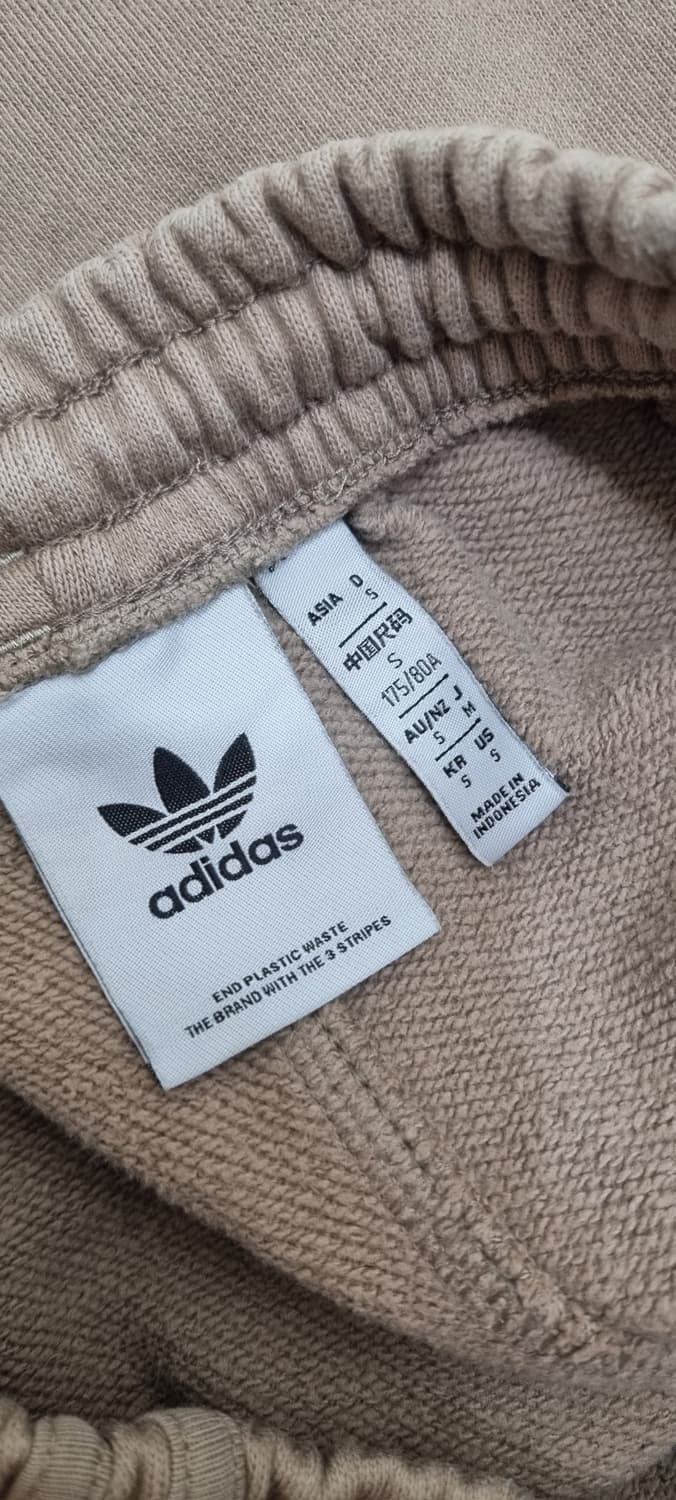 adidas
END PLASTIC WASTE
THE BRAND WITH THE 3 STRIPES
ASIA D
S
中国尺码
S
175/80A
AU/NZ J
S M
KR US
S S
MADE IN
INDONESIA